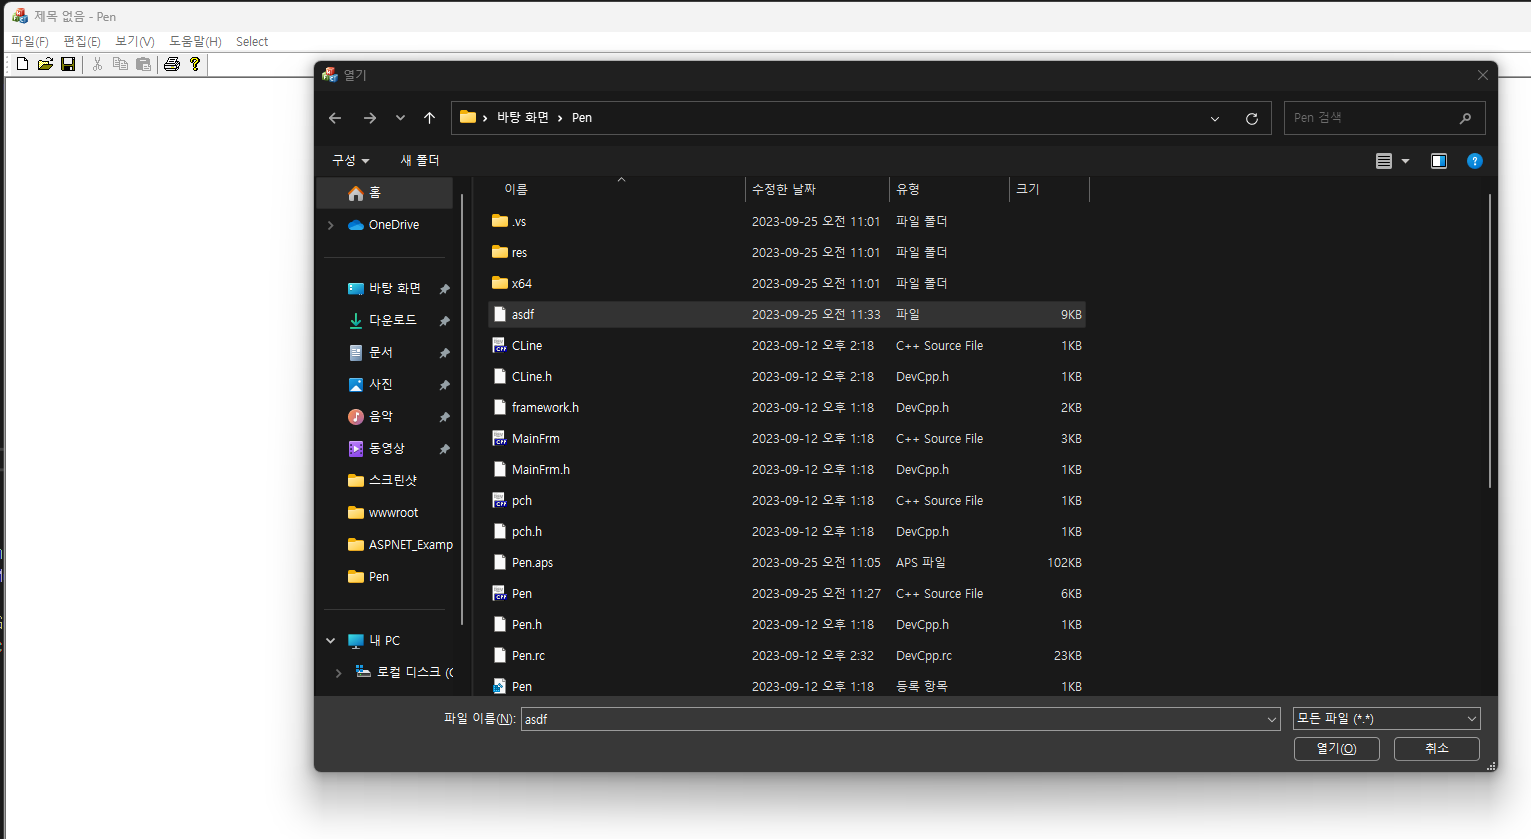 제목 없음 - Pen
파일(F) 편집(E) 보기(V) 도움말(H) Select
열기
바탕 화면 Pen
Pen 검색
구성 새 폴더
이름 수정한 날짜 유형 크기
홈
OneDrive
바탕 화면
다운로드
문서
사진
음악
동영상
스크린샷
wwwroot
ASPNET_Examp
Pen
내 PC
로컬 디스크 (C
.vs 2023-09-25 오전 11:01 파일 폴더
res 2023-09-25 오전 11:01 파일 폴더
x64 2023-09-25 오전 11:01 파일 폴더
asdf 2023-09-25 오전 11:33 파일 9KB
CLine 2023-09-12 오후 2:18 C++ Source File 1KB
CLine.h 2023-09-12 오후 2:18 DevCpp.h 1KB
framework.h 2023-09-12 오후 1:18 DevCpp.h 2KB
MainFrm 2023-09-12 오후 1:18 C++ Source File 3KB
MainFrm.h 2023-09-12 오후 1:18 DevCpp.h 1KB
pch 2023-09-12 오후 1:18 C++ Source File 1KB
pch.h 2023-09-12 오후 1:18 DevCpp.h 1KB
Pen.aps 2023-09-25 오전 11:05 APS 파일 102KB
Pen 2023-09-25 오전 11:27 C++ Source File 6KB
Pen.h 2023-09-12 오후 1:18 DevCpp.h 1KB
Pen.rc 2023-09-12 오후 2:32 DevCpp.rc 23KB
Pen 2023-09-12 오후 1:18 등록 항목 1KB
파일 이름(N): asdf 모든 파일 (*.*)
열기(O) 취소